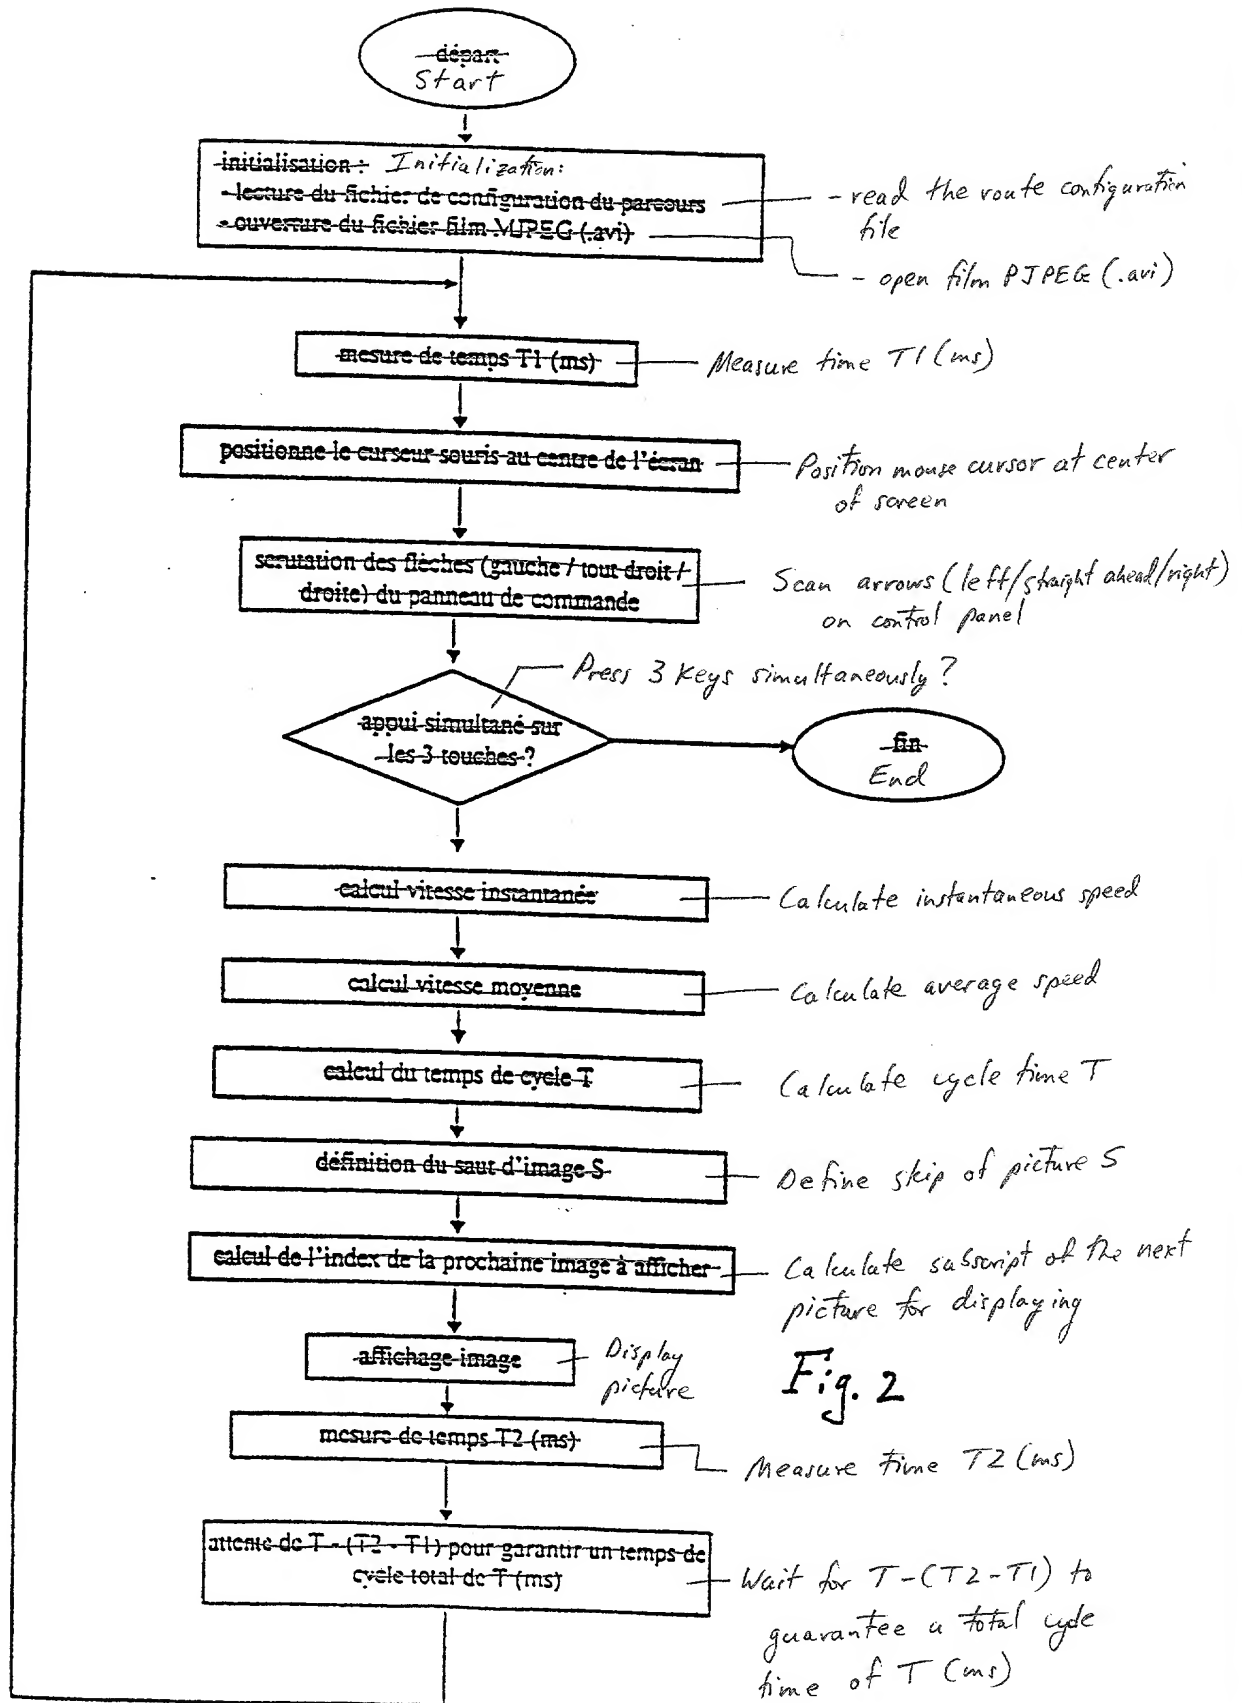 départ
Start
initialisation : Initialization:
- lecture du fichier de configuration du parcours
- ouverture du fichier film MJPEG (.avi)
- read the route configuration
file
- open film PJPEG (.avi)
mesure de temps T1 (ms)
Measure time T1 (ms)
positionne le curseur souris au centre de l'écran
Position mouse cursor at center
of screen
scrutation des flèches (gauche / tout droit /
droite) du panneau de commande
Scan arrows (left/straight ahead/right)
on control panel
Press 3 Keys simultaneously?
appui simultané sur
les 3 touches ?
fin
End
calcul vitesse instantanée
Calculate instantaneous speed
calcul vitesse moyenne
Calculate average speed
calcul du temps de cycle T
Calculate cycle time T
définition du saut d'image S
Define skip of picture S
calcul de l'index de la prochaine image à afficher
Calculate subscript of the next
picture for displaying
affichage image
Display
picture
Fig. 2
mesure de temps T2 (ms)
Measure time T2 (ms)
attente de T - (T2 - T1) pour garantir un temps de
cycle total de T (ms)
Wait for T-(T2-T1) to
guarantee a total cycle
time of T (ms)